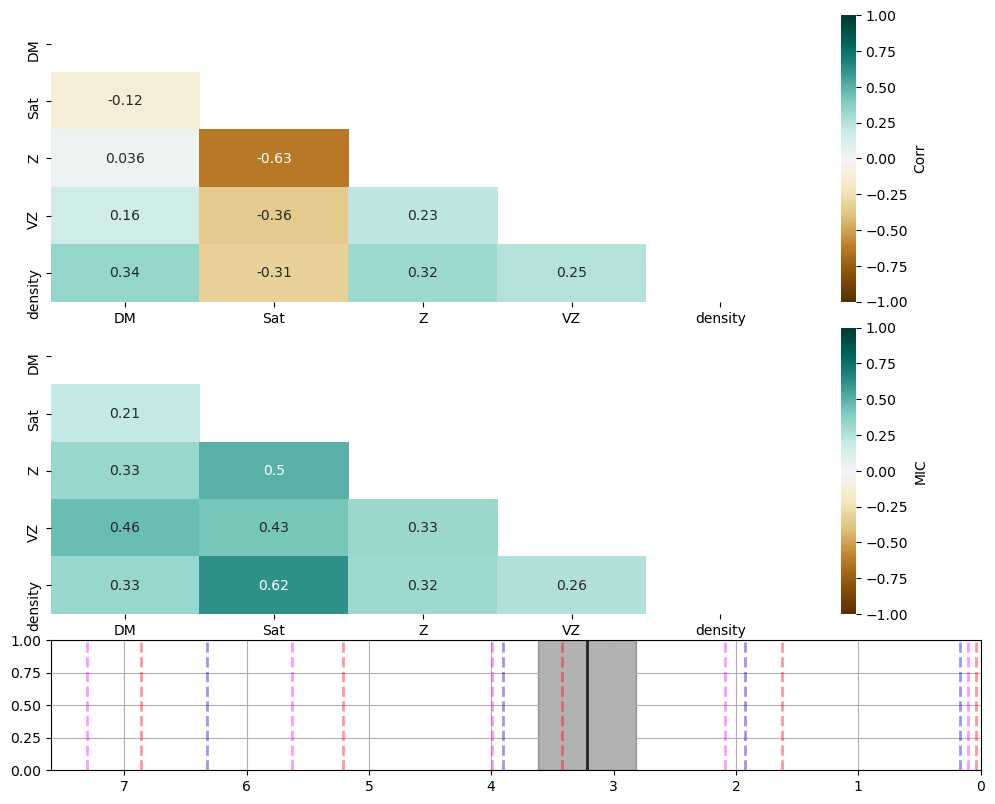 1.00
DM
0.75
Sat
-0.12
0.50
0.25
Z
0.036
-0.63
0.00
Corr
−0.25
VZ
0.16
-0.36
0.23
−0.50
density
0.34
-0.31
0.32
0.25
−0.75
−1.00
DM
Sat
Z
VZ
density
1.00
DM
0.75
Sat
0.21
0.50
0.25
Z
0.33
0.5
0.00
MIC
−0.25
VZ
0.46
0.43
0.33
−0.50
density
0.33
0.62
0.32
0.26
−0.75
−1.00
DM
Sat
Z
VZ
density
1.00
0.75
0.50
0.25
0.00
7
6
5
4
3
2
1
0